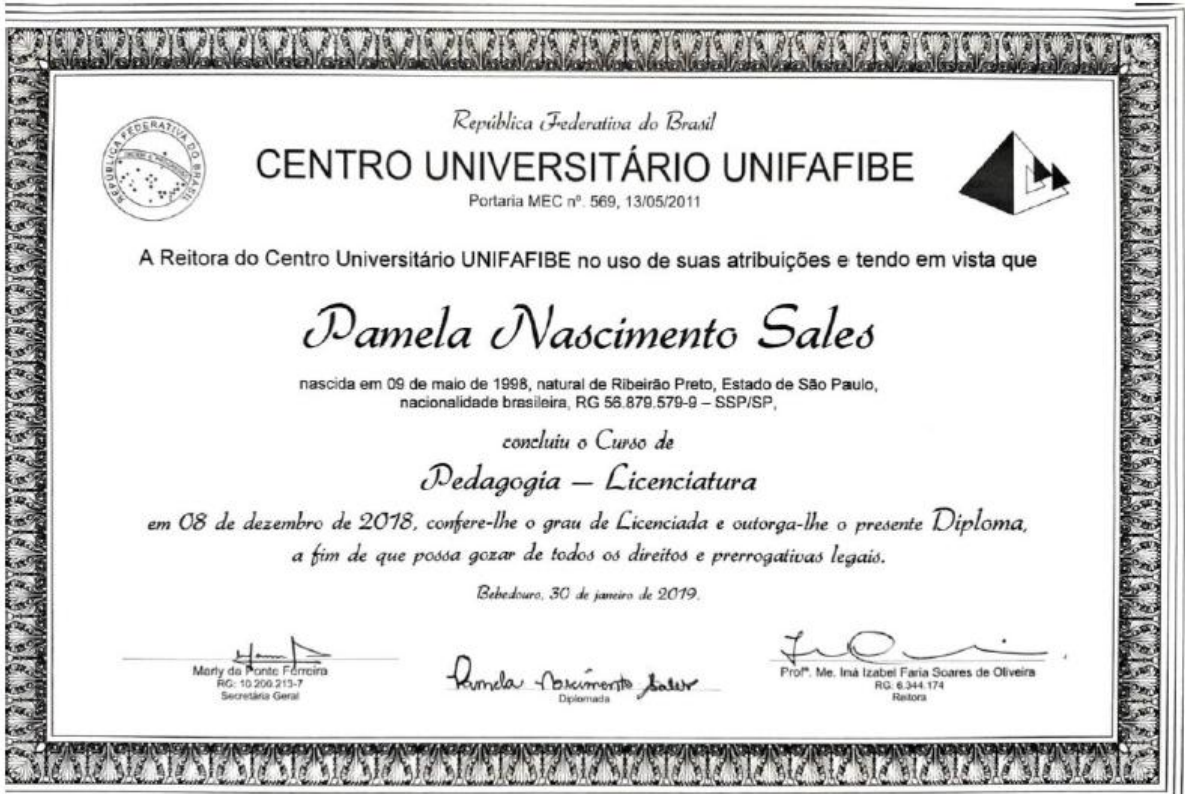 República Federativa do Brasil
REPÚBLICA FEDERATIVA DO BRASIL
ORDEM E PROGRESSO
CENTRO UNIVERSITÁRIO UNIFAFIBE
Portaria MEC nº. 569, 13/05/2011
A Reitora do Centro Universitário UNIFAFIBE no uso de suas atribuições e tendo em vista que
Pamela Nascimento Sales
nascida em 09 de maio de 1998, natural de Ribeirão Preto, Estado de São Paulo,
nacionalidade brasileira, RG 56.879.579-9 – SSP/SP,
concluiu o Curso de
Pedagogia – Licenciatura
em 08 de dezembro de 2018, confere-lhe o grau de Licenciada e outorga-lhe o presente Diploma,
a fim de que possa gozar de todos os direitos e prerrogativas legais.
Bebedouro, 30 de janeiro de 2019.
Marly da Ponte Ferreira
RG: 10.200.213-7
Secretária Geral
Pamela Nascimento Sales
Diplomada
Profª. Me. Iná Izabel Faria Soares de Oliveira
RG: 6.344.174
Reitora